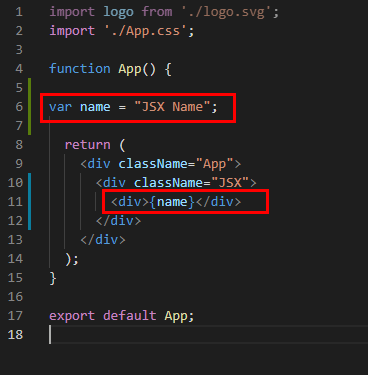 1 import logo from './logo.svg';
2 import './App.css';
3
4 function App() {
5
6 var name = "JSX Name";
7
8 return (
9 <div className="App">
10 <div className="JSX">
11 <div>{name}</div>
12 </div>
13 </div>
14 );
15 }
16
17 export default App;
18